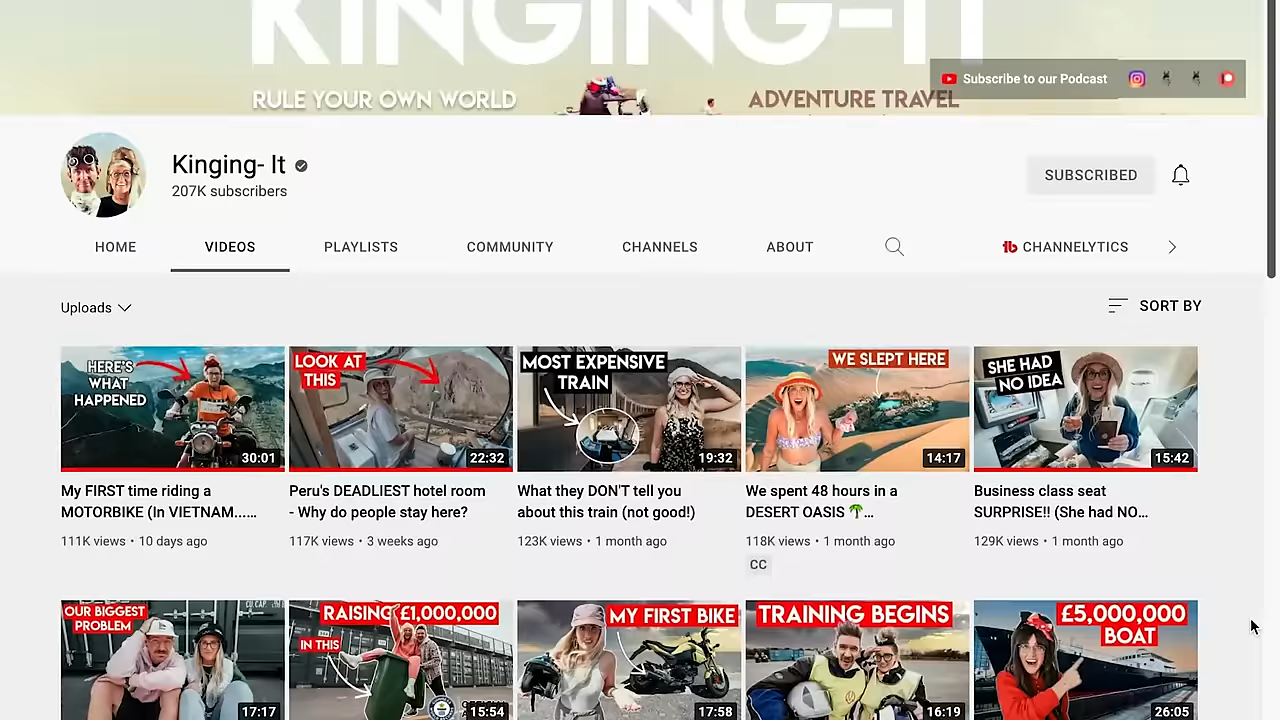 KINGING-IT
RULE YOUR OWN WORLD
ADVENTURE TRAVEL
Subscribe to our Podcast
Kinging- It
207K subscribers
SUBSCRIBED
HOME
VIDEOS
PLAYLISTS
COMMUNITY
CHANNELS
ABOUT
CHANNELYTICS
Uploads
SORT BY
HERE'S
WHAT
HAPPENED
30:01
LOOK AT
THIS
22:32
MOST EXPENSIVE
TRAIN
19:32
WE SLEPT HERE
14:17
SHE HAD
NO IDEA
15:42
My FIRST time riding a
MOTORBIKE (In VIETNAM......
111K views • 10 days ago
Peru's DEADLIEST hotel room
- Why do people stay here?
117K views • 3 weeks ago
What they DON'T tell you
about this train (not good!)
123K views • 1 month ago
We spent 48 hours in a
DESERT OASIS 🌴...
118K views • 1 month ago
CC
Business class seat
SURPRISE!! (She had NO...
129K views • 1 month ago
OUR BIGGEST
PROBLEM
17:17
RAISING £1,000,000
IN THIS
15:54
MY FIRST BIKE
17:58
TRAINING BEGINS
16:19
£5,000,000
BOAT
26:05